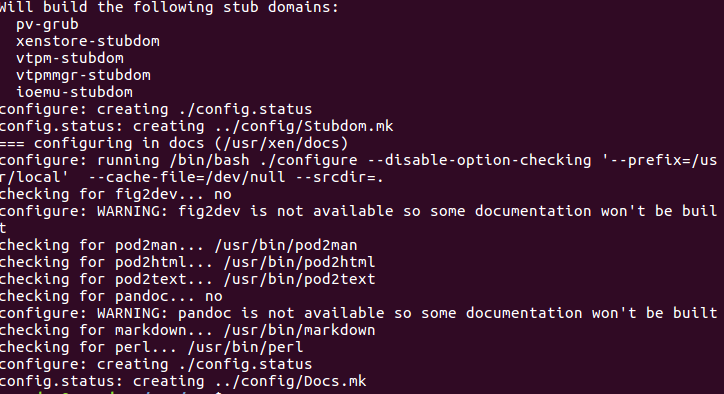 Will build the following stub domains:
  pv-grub
  xenstore-stubdom
  vtpm-stubdom
  vtpmmgr-stubdom
  ioemu-stubdom
configure: creating ./config.status
config.status: creating ../config/Stubdom.mk
=== configuring in docs (/usr/xen/docs)
configure: running /bin/bash ./configure --disable-option-checking '--prefix=/us
r/local'  --cache-file=/dev/null --srcdir=.
checking for fig2dev... no
configure: WARNING: fig2dev is not available so some documentation won't be buil
t
checking for pod2man... /usr/bin/pod2man
checking for pod2html... /usr/bin/pod2html
checking for pod2text... /usr/bin/pod2text
checking for pandoc... no
configure: WARNING: pandoc is not available so some documentation won't be built
checking for markdown... /usr/bin/markdown
checking for perl... /usr/bin/perl
configure: creating ./config.status
config.status: creating ../config/Docs.mk